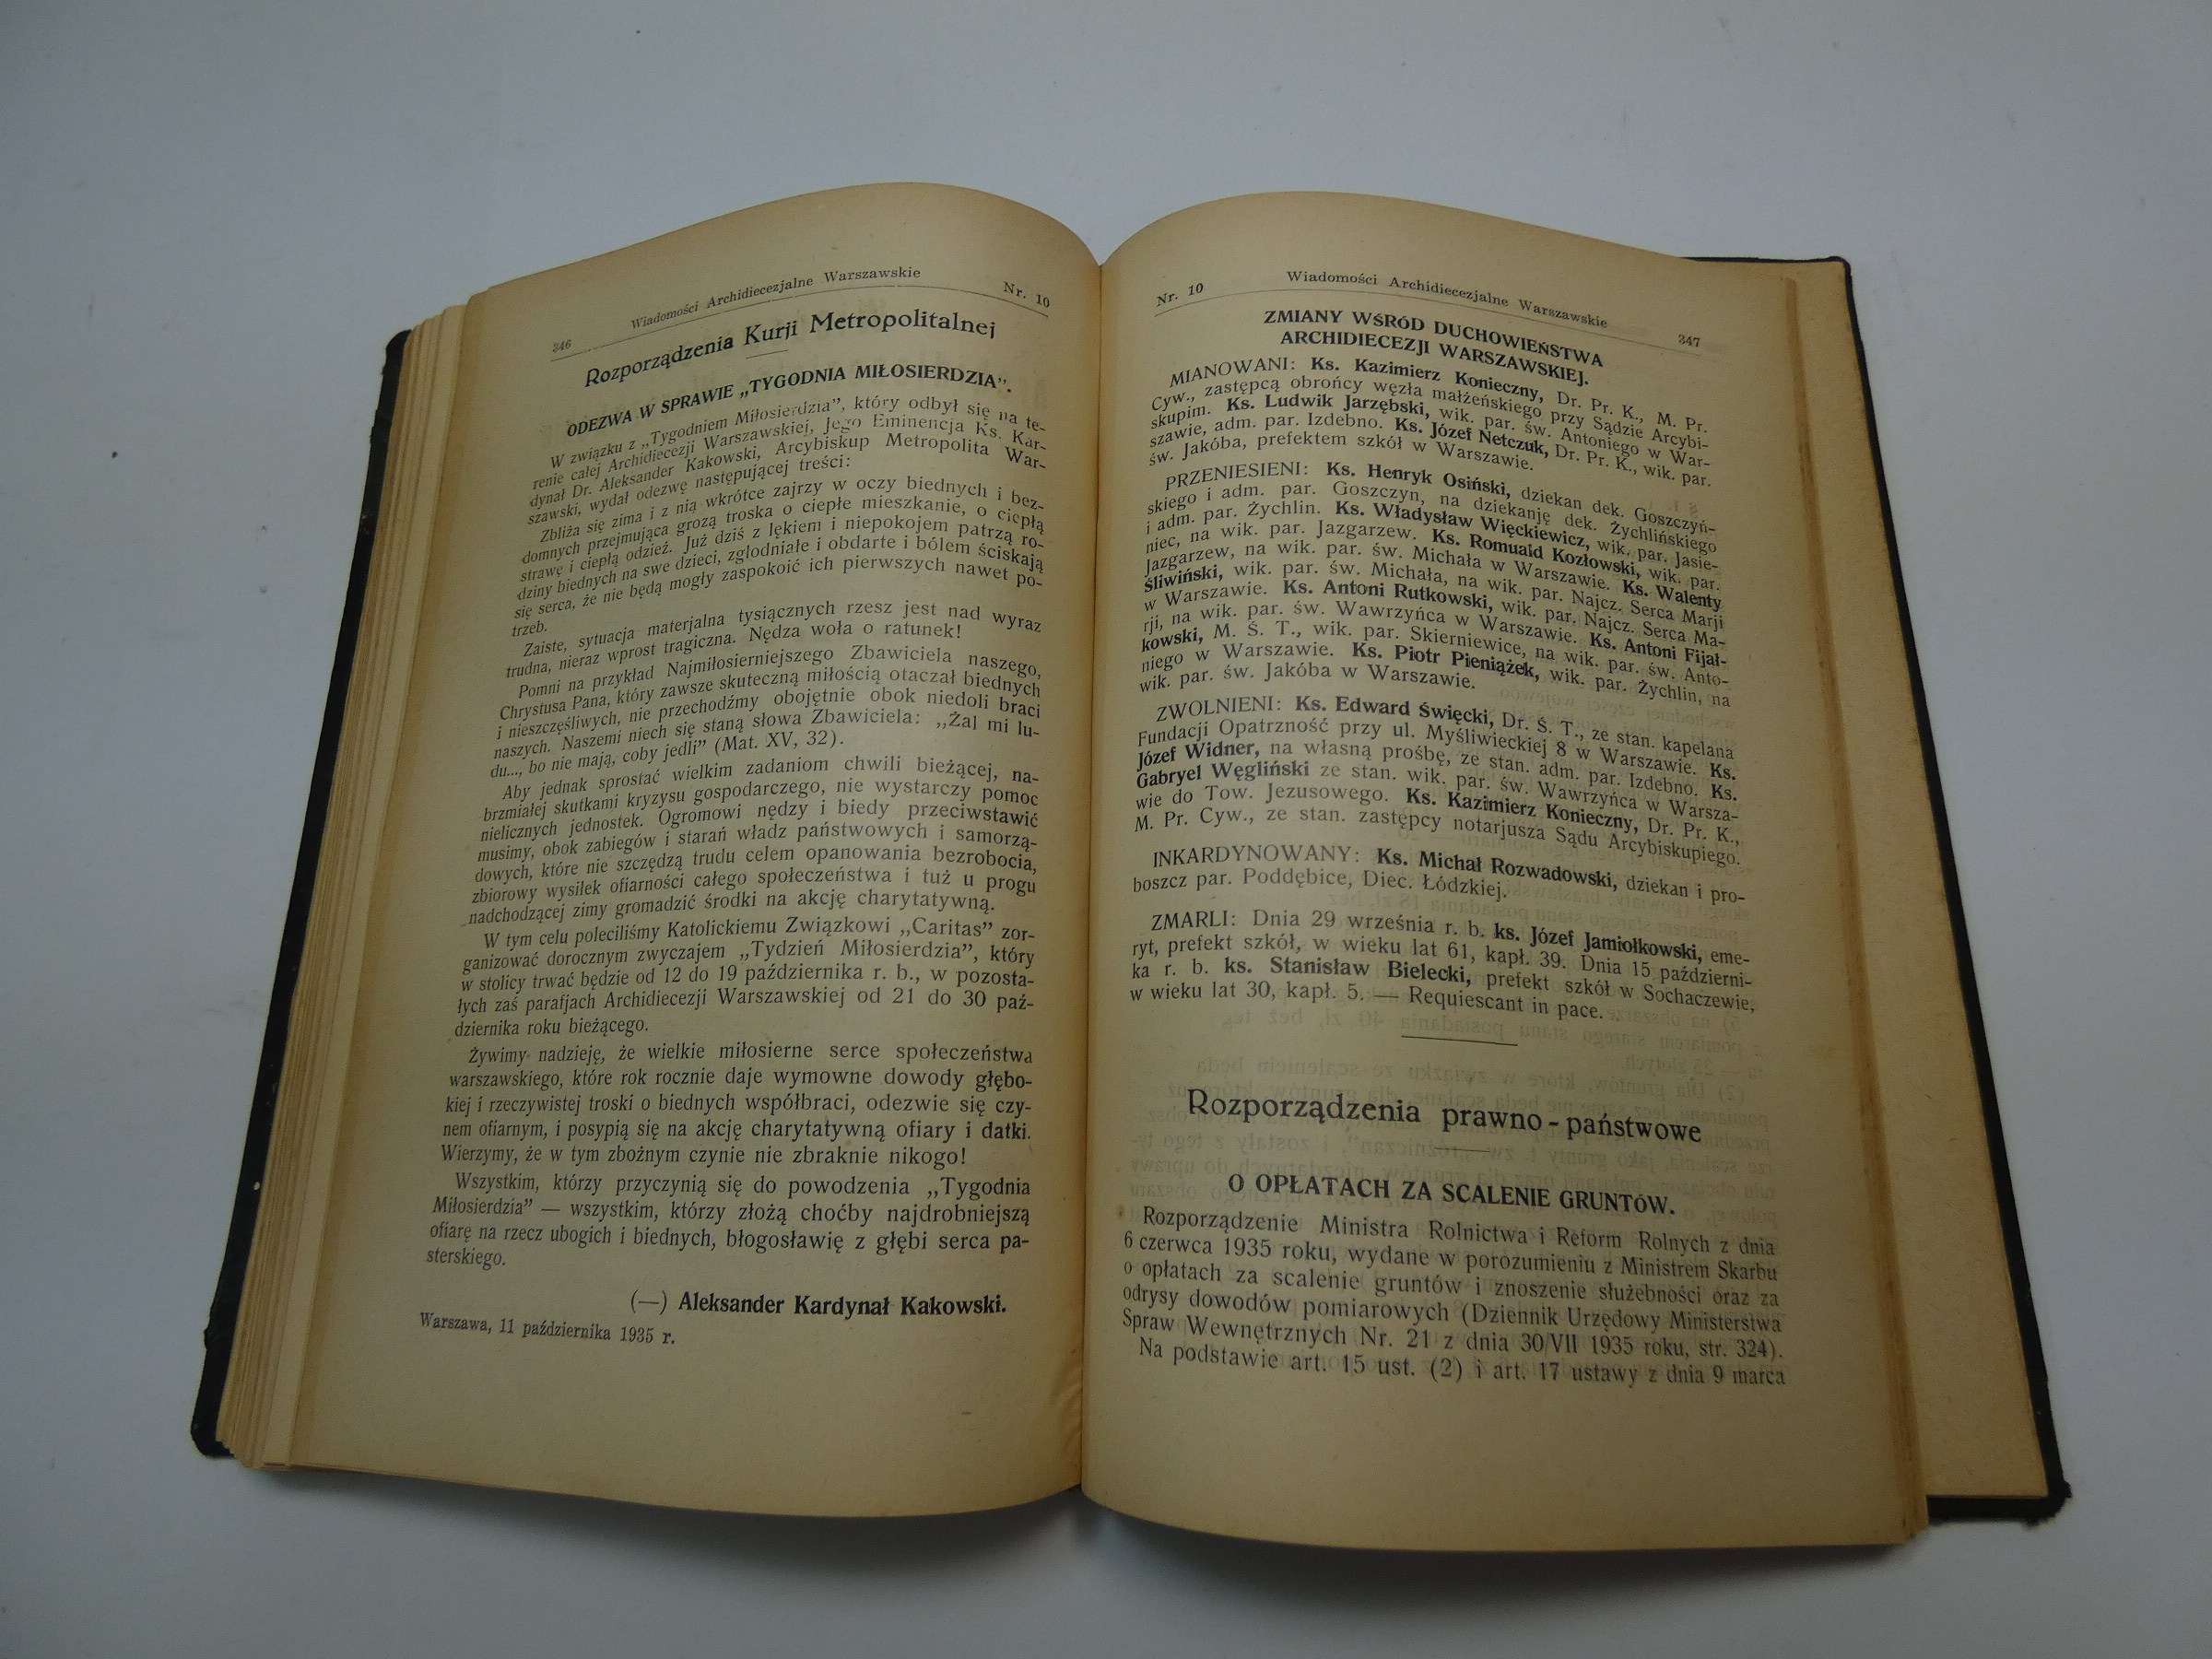 346
Wiadomości Archidiecezjalne Warszawskie
Nr. 10
Rozporządzenia Kurji Metropolitalnej
ODEZWA W SPRAWIE „TYGODNIA MIŁOSIERDZIA”.
W związku z „Tygodniem Miłosierdzia”, który odbył się na te-
renie całej Archidiecezji Warszawskiej, Jego Eminencja Ks. Kar-
dynał Dr. Aleksander Kakowski, Arcybiskup Metropolita War-
szawski, wydał odezwę następującej treści:
Zbliża się zima i z nią wkrótce zajrzy w oczy biednych i bez-
domnych przejmująca grozą troska o ciepłe mieszkanie, o ciepłą
strawę i ciepłą odzież. Już dziś z lękiem i niepokojem patrzą ro-
dziny biednych na swe dzieci, zgłodniałe i obdarte i bólem ściskają
się serca, że nie będą mogły zaspokoić ich pierwszych nawet po-
trzeb.
Zaiste, sytuacja materjalna tysiącznych rzesz jest nad wyraz
trudna, nieraz wprost tragiczna. Nędza woła o ratunek!
Pomni na przykład Najmiłosierniejszego Zbawiciela naszego,
Chrystusa Pana, który zawsze skuteczną miłością otaczał biednych
i nieszczęśliwych, nie przechodźmy obojętnie obok niedoli braci
naszych. Naszemi niech się staną słowa Zbawiciela: „Żal mi lu-
du..., bo nie mają, coby jedli” (Mat. XV, 32).
Aby jednak sprostać wielkim zadaniom chwili bieżącej, na-
brzmiałej skutkami kryzysu gospodarczego, nie wystarczy pomoc
nielicznych jednostek. Ogromowi nędzy i biedy przeciwstawić
musimy, obok zabiegów i starań władz państwowych i samorzą-
dowych, które nie szczędzą trudu celem opanowania bezrobocia,
zbiorowy wysiłek ofiarności całego społeczeństwa i tuż u progu
nadchodzącej zimy gromadzić środki na akcję charytatywną.
W tym celu poleciliśmy Katolickiemu Związkowi „Caritas” zor-
ganizować dorocznym zwyczajem „Tydzień Miłosierdzia”, który
w stolicy trwać będzie od 12 do 19 października r. b., w pozosta-
łych zaś parafjach Archidiecezji Warszawskiej od 21 do 30 paź-
dziernika roku bieżącego.
Żywimy nadzieję, że wielkie miłosierne serce społeczeństwa
warszawskiego, które rok rocznie daje wymowne dowody głębo-
kiej i rzeczywistej troski o biednych współbraci, odezwie się czy-
nem ofiarnym, i posypią się na akcję charytatywną ofiary i datki.
Wierzymy, że w tym zbożnym czynie nie zbraknie nikogo!
Wszystkim, którzy przyczynią się do powodzenia „Tygodnia
Miłosierdzia” — wszystkim, którzy złożą choćby najdrobniejszą
ofiarę na rzecz ubogich i biednych, błogosławię z głębi serca pa-
sterskiego.
(—) Aleksander Kardynał Kakowski.
Warszawa, 11 października 1935 r.
Nr. 10
Wiadomości Archidiecezjalne Warszawskie
347
ZMIANY WŚRÓD DUCHOWIEŃSTWA
ARCHIDIECEZJI WARSZAWSKIEJ.
MIANOWANI: Ks. Kazimierz Konieczny, Dr. Pr. K., M. Pr.
Cyw., zastępcą obrońcy węzła małżeńskiego przy Sądzie Arcybi-
skupim. Ks. Ludwik Jarzębski, wik. par. św. Antoniego w War-
szawie, adm. par. Izdebno. Ks. Józef Netczuk, Dr. Pr. K., wik. par.
św. Jakóba, prefektem szkół w Warszawie.
PRZENIESIENI: Ks. Henryk Osiński, dziekan dek. Goszczyń-
skiego i adm. par. Goszczyn, na dziekanję dek. Żychlińskiego
i adm. par. Żychlin. Ks. Władysław Więckiewicz, wik. par. Jasie-
niec, na wik. par. Jazgarzew. Ks. Romuald Kozłowski, wik. par.
Jazgarzew, na wik. par. św. Michała w Warszawie. Ks. Walenty
Śliwiński, wik. par. św. Michała, na wik. par. Najcz. Serca Marji
w Warszawie. Ks. Antoni Rutkowski, wik. par. Najcz. Serca Ma-
rji, na wik. par. św. Wawrzyńca w Warszawie. Ks. Antoni Fijał-
kowski, M. Ś. T., wik. par. Skierniewice, na wik. par. św. Anto-
niego w Warszawie. Ks. Piotr Pieniążek, wik. par. Żychlin, na
wik. par. św. Jakóba w Warszawie.
ZWOLNIENI: Ks. Edward Święcki, Dr. Ś. T., ze stan. kapelana
Fundacji Opatrzność przy ul. Myśliwieckiej 8 w Warszawie. Ks.
Józef Widner, na własną prośbę, ze stan. adm. par. Izdebno. Ks.
Gabryel Węgliński ze stan. wik. par. św. Wawrzyńca w Warsza-
wie do Tow. Jezusowego. Ks. Kazimierz Konieczny, Dr. Pr. K.,
M. Pr. Cyw., ze stan. zastępcy notarjusza Sądu Arcybiskupiego.
INKARDYNOWANY: Ks. Michał Rozwadowski, dziekan i pro-
boszcz par. Poddębice, Diec. Łódzkiej.
ZMARLI: Dnia 29 września r. b. ks. Józef Jamiołkowski, eme-
ryt, prefekt szkół, w wieku lat 61, kapł. 39. Dnia 15 październi-
ka r. b. ks. Stanisław Bielecki, prefekt szkół w Sochaczewie,
w wieku lat 30, kapł. 5. — Requiescant in pace.
Rozporządzenia prawno-państwowe
O OPŁATACH ZA SCALENIE GRUNTÓW.
Rozporządzenie Ministra Rolnictwa i Reform Rolnych z dnia
6 czerwca 1935 roku, wydane w porozumieniu z Ministrem Skarbu
o opłatach za scalenie gruntów i znoszenie służebności oraz za
odrysy dowodów pomiarowych (Dziennik Urzędowy Ministerstwa
Spraw Wewnętrznych Nr. 21 z dnia 30/VII 1935 roku, str. 324).
Na podstawie art. 15 ust. (2) i art. 17 ustawy z dnia 9 marca